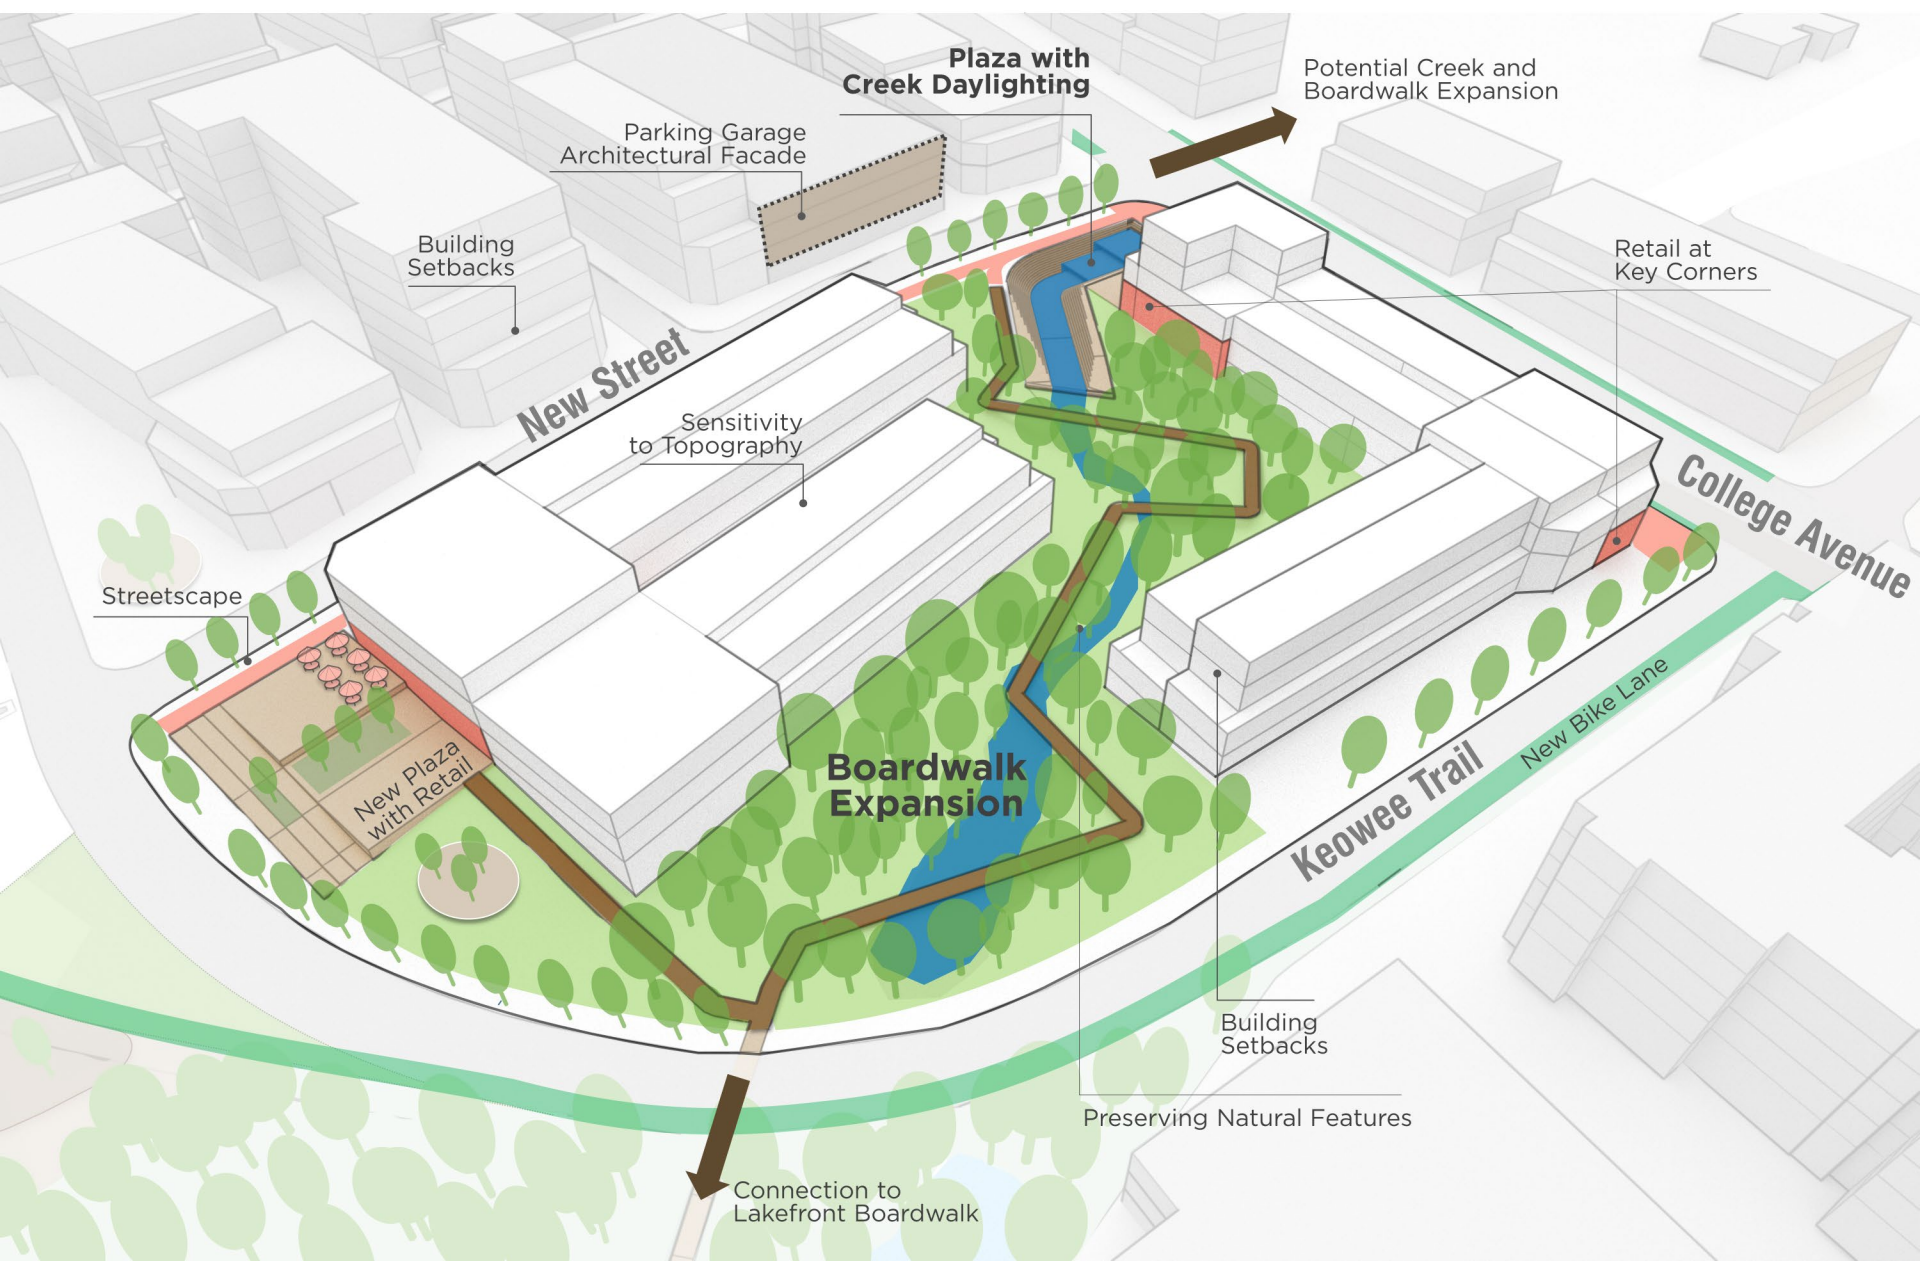 Plaza with
Creek Daylighting
Potential Creek and
Boardwalk Expansion
Parking Garage
Architectural Facade
Building
Setbacks
Retail at
Key Corners
New Street
Sensitivity
to Topography
College Avenue
Streetscape
New Bike Lane
New Plaza
with Retail
Boardwalk
Expansion
Keowee Trail
Building
Setbacks
Preserving Natural Features
Connection to
Lakefront Boardwalk